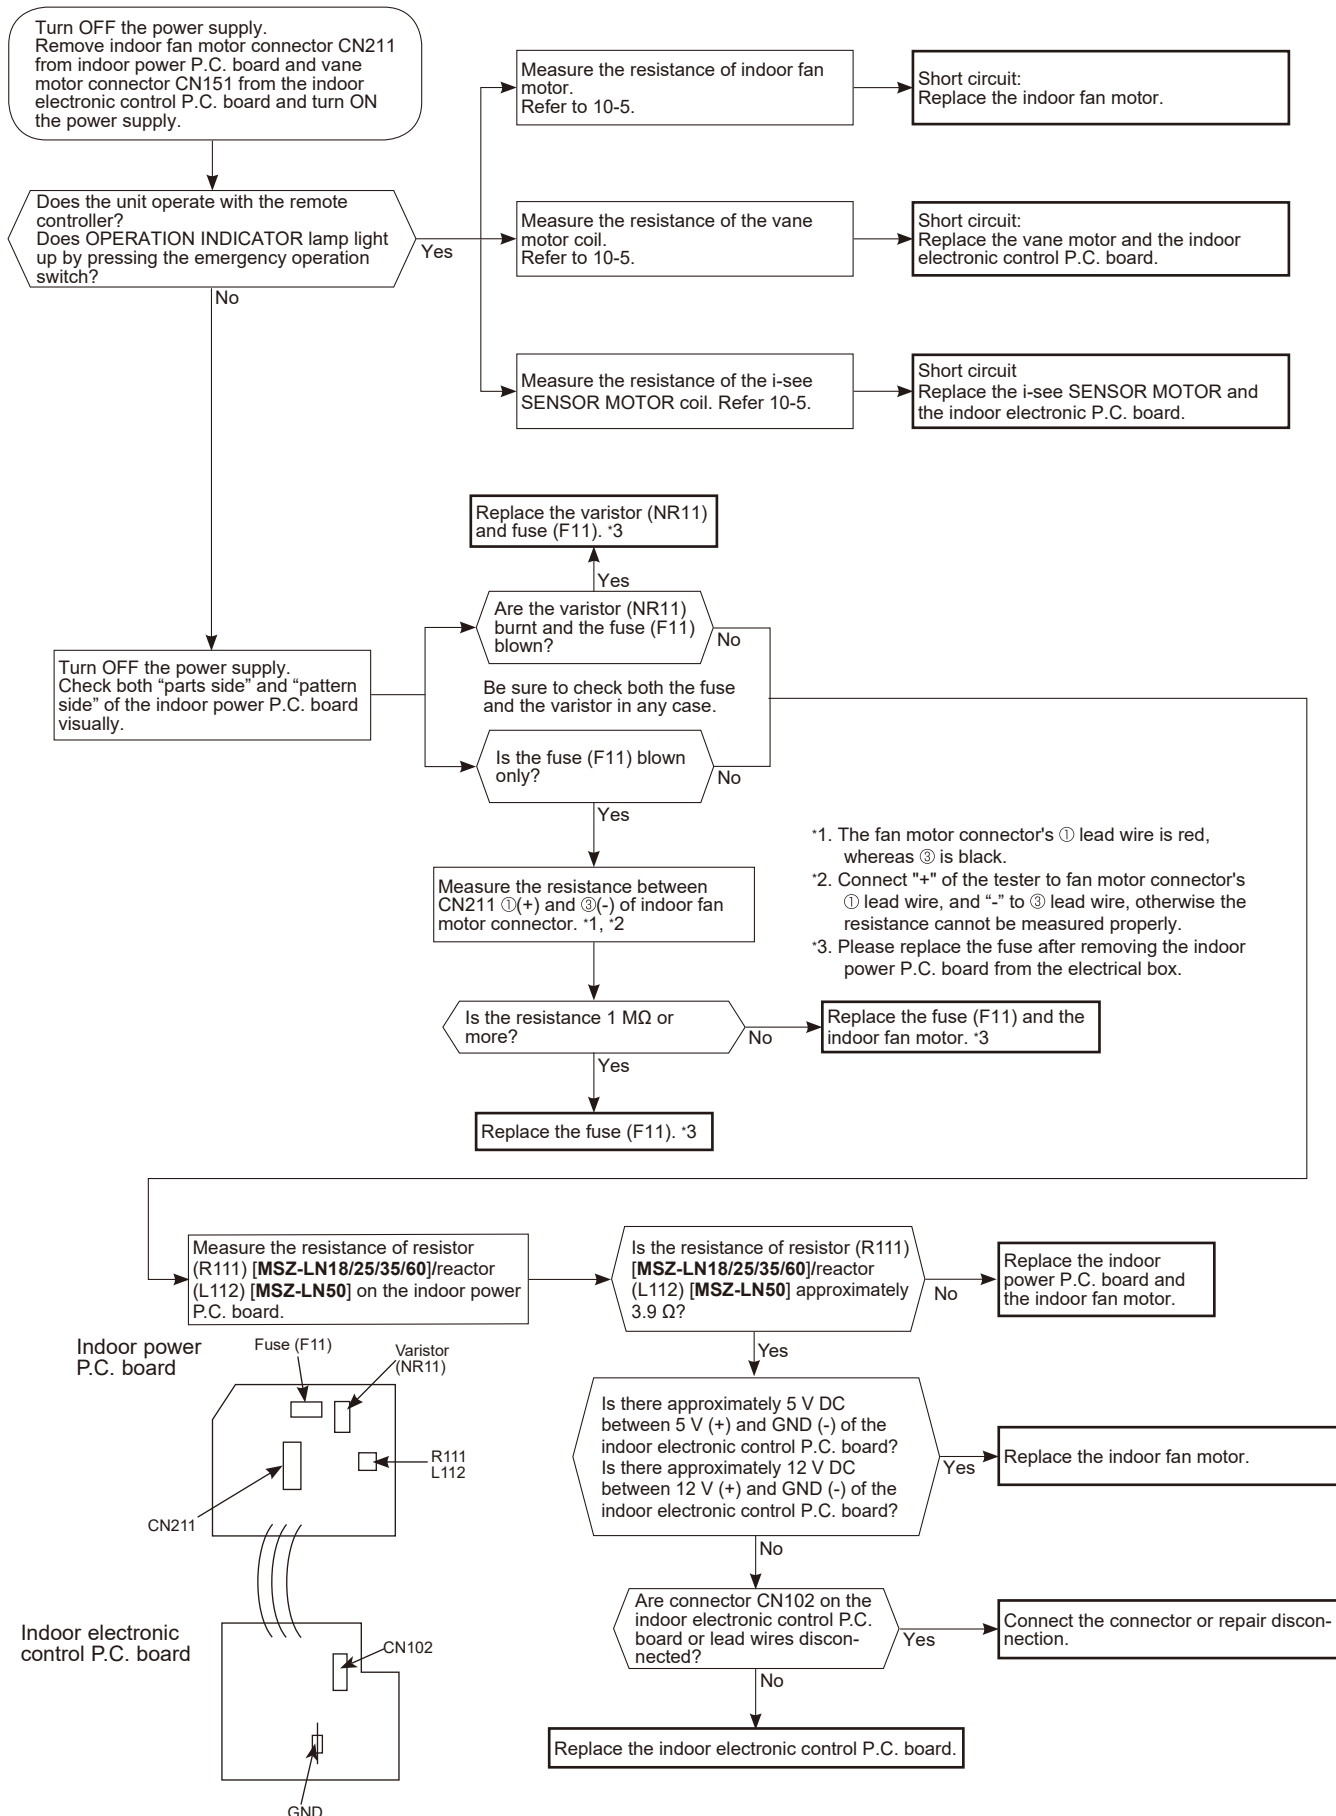 Turn OFF the power supply.
Remove indoor fan motor connector CN211
from indoor power P.C. board and vane
motor connector CN151 from the indoor
electronic control P.C. board and turn ON
the power supply.
Does the unit operate with the remote
controller?
Does OPERATION INDICATOR lamp light
up by pressing the emergency operation
switch?
Yes
No
Measure the resistance of indoor fan
motor.
Refer to 10-5.
Short circuit:
Replace the indoor fan motor.
Measure the resistance of the vane
motor coil.
Refer to 10-5.
Short circuit:
Replace the vane motor and the indoor
electronic control P.C. board.
Measure the resistance of the i-see
SENSOR MOTOR coil. Refer 10-5.
Short circuit
Replace the i-see SENSOR MOTOR and
the indoor electronic P.C. board.
Replace the varistor (NR11)
and fuse (F11). *3
Yes
Are the varistor (NR11)
burnt and the fuse (F11)
blown?
No
Turn OFF the power supply.
Check both “parts side” and “pattern
side” of the indoor power P.C. board
visually.
Be sure to check both the fuse
and the varistor in any case.
Is the fuse (F11) blown
only?
No
Yes
Measure the resistance between
CN211 ①(+) and ③(-) of indoor fan
motor connector. *1, *2
*1. The fan motor connector's ① lead wire is red,
whereas ③ is black.
*2. Connect "+" of the tester to fan motor connector's
① lead wire, and “-” to ③ lead wire, otherwise the
resistance cannot be measured properly.
*3. Please replace the fuse after removing the indoor
power P.C. board from the electrical box.
Is the resistance 1 MΩ or
more?
No
Replace the fuse (F11) and the
indoor fan motor. *3
Yes
Replace the fuse (F11). *3
Measure the resistance of resistor
(R111) [MSZ-LN18/25/35/60]/reactor
(L112) [MSZ-LN50] on the indoor power
P.C. board.
Is the resistance of resistor (R111)
[MSZ-LN18/25/35/60]/reactor
(L112) [MSZ-LN50] approximately
3.9 Ω?
No
Replace the indoor
power P.C. board and
the indoor fan motor.
Yes
Is there approximately 5 V DC
between 5 V (+) and GND (-) of the
indoor electronic control P.C. board?
Is there approximately 12 V DC
between 12 V (+) and GND (-) of the
indoor electronic control P.C. board?
Yes
Replace the indoor fan motor.
No
Are connector CN102 on the
indoor electronic control P.C.
board or lead wires discon-
nected?
Yes
Connect the connector or repair discon-
nection.
No
Replace the indoor electronic control P.C. board.
Indoor power
P.C. board
Fuse (F11)
Varistor
(NR11)
R111
L112
CN211
Indoor electronic
control P.C. board
CN102
GND